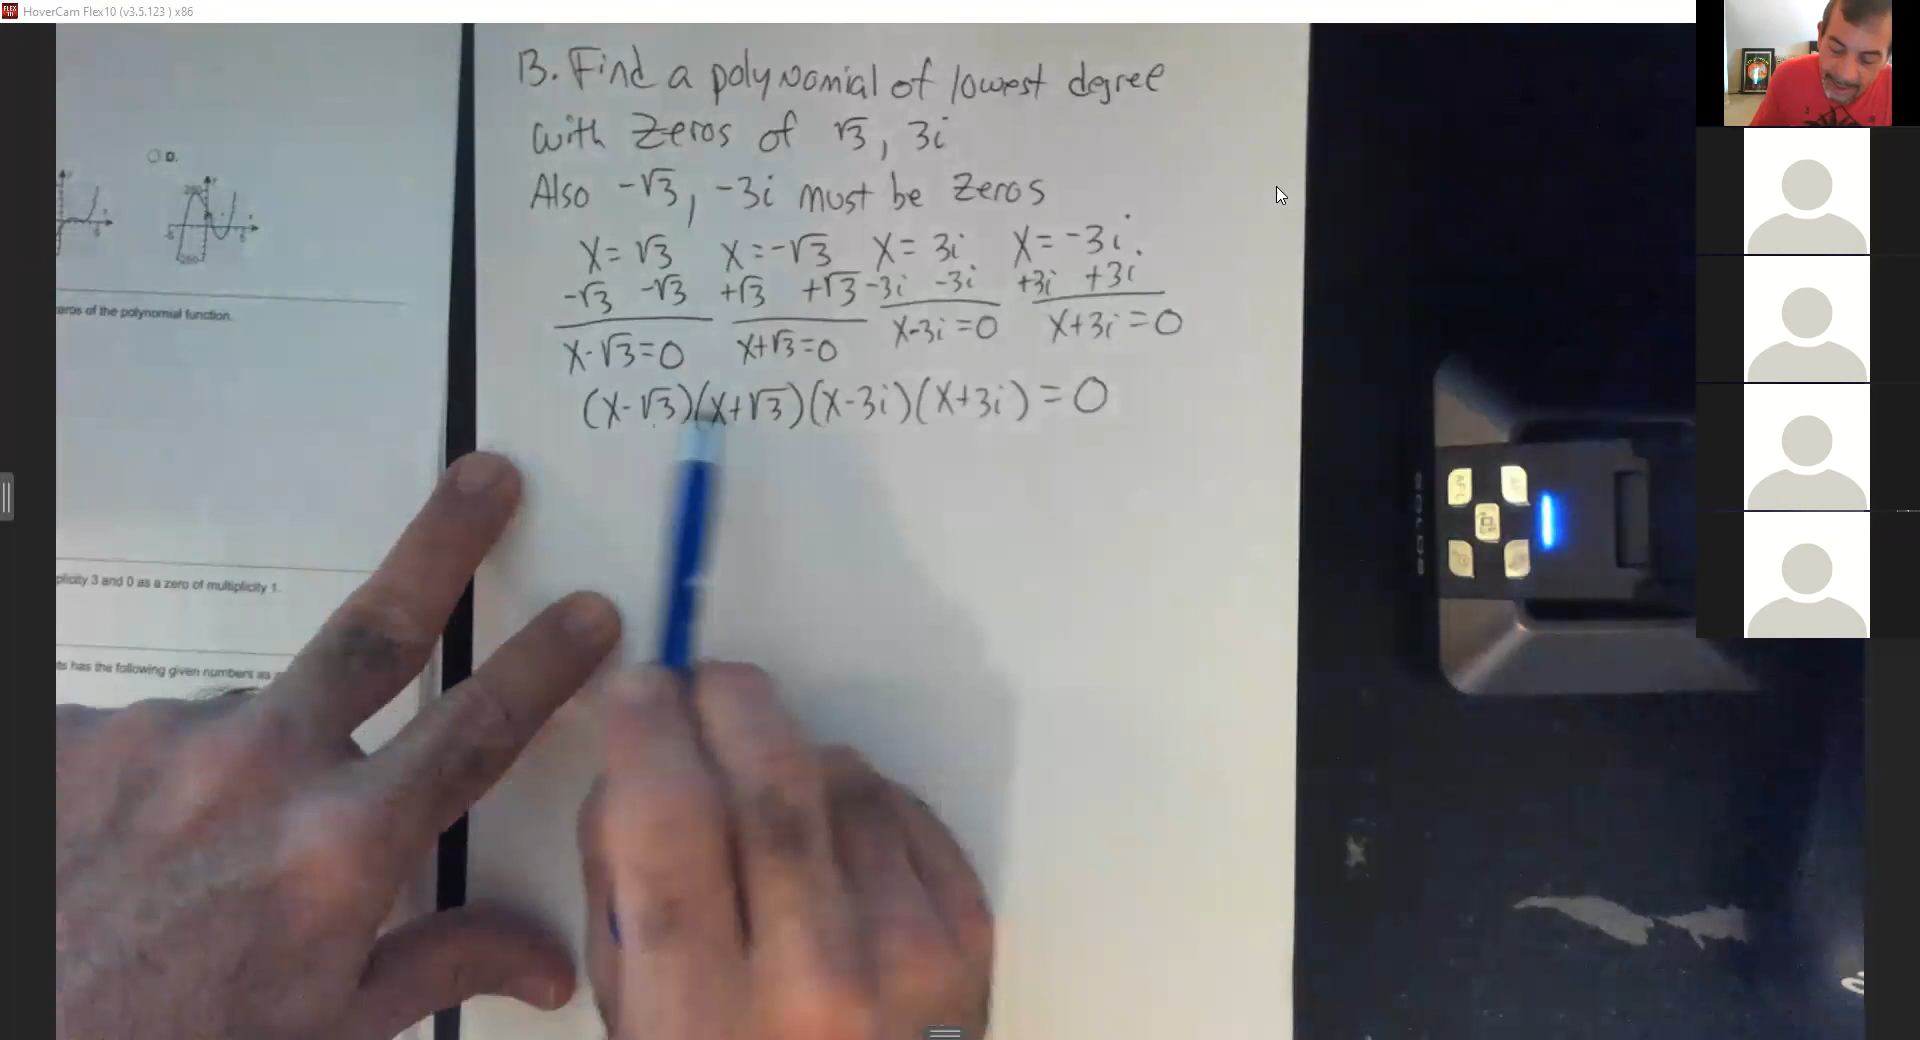 HoverCam Flex10 (v3.5.123 ) x86
13. Find a polynomial of lowest degree
with zeros of √3, 3i
Also -√3, -3i must be zeros
x=√3 x=-√3 x=3i x=-3i.
-√3 -√3 +√3 +√3 -3i -3i +3i +3i
x-√3=0 x+√3=0 x-3i=0 x+3i=0
(x-√3)(x+√3)(x-3i)(x+3i)=0
D.
zeros of the polynomial function.
plicity 3 and 0 as a zero of multiplicity 1.
ts has the following given numbers as